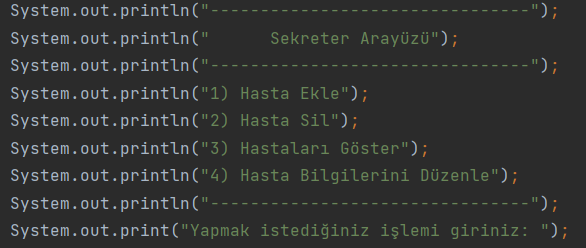 System.out.println("--------------------------------");
System.out.println("      Sekreter Arayüzü");
System.out.println("--------------------------------");
System.out.println("1) Hasta Ekle");
System.out.println("2) Hasta Sil");
System.out.println("3) Hastaları Göster");
System.out.println("4) Hasta Bilgilerini Düzenle");
System.out.println("--------------------------------");
System.out.print("Yapmak istediğiniz işlemi giriniz: ");